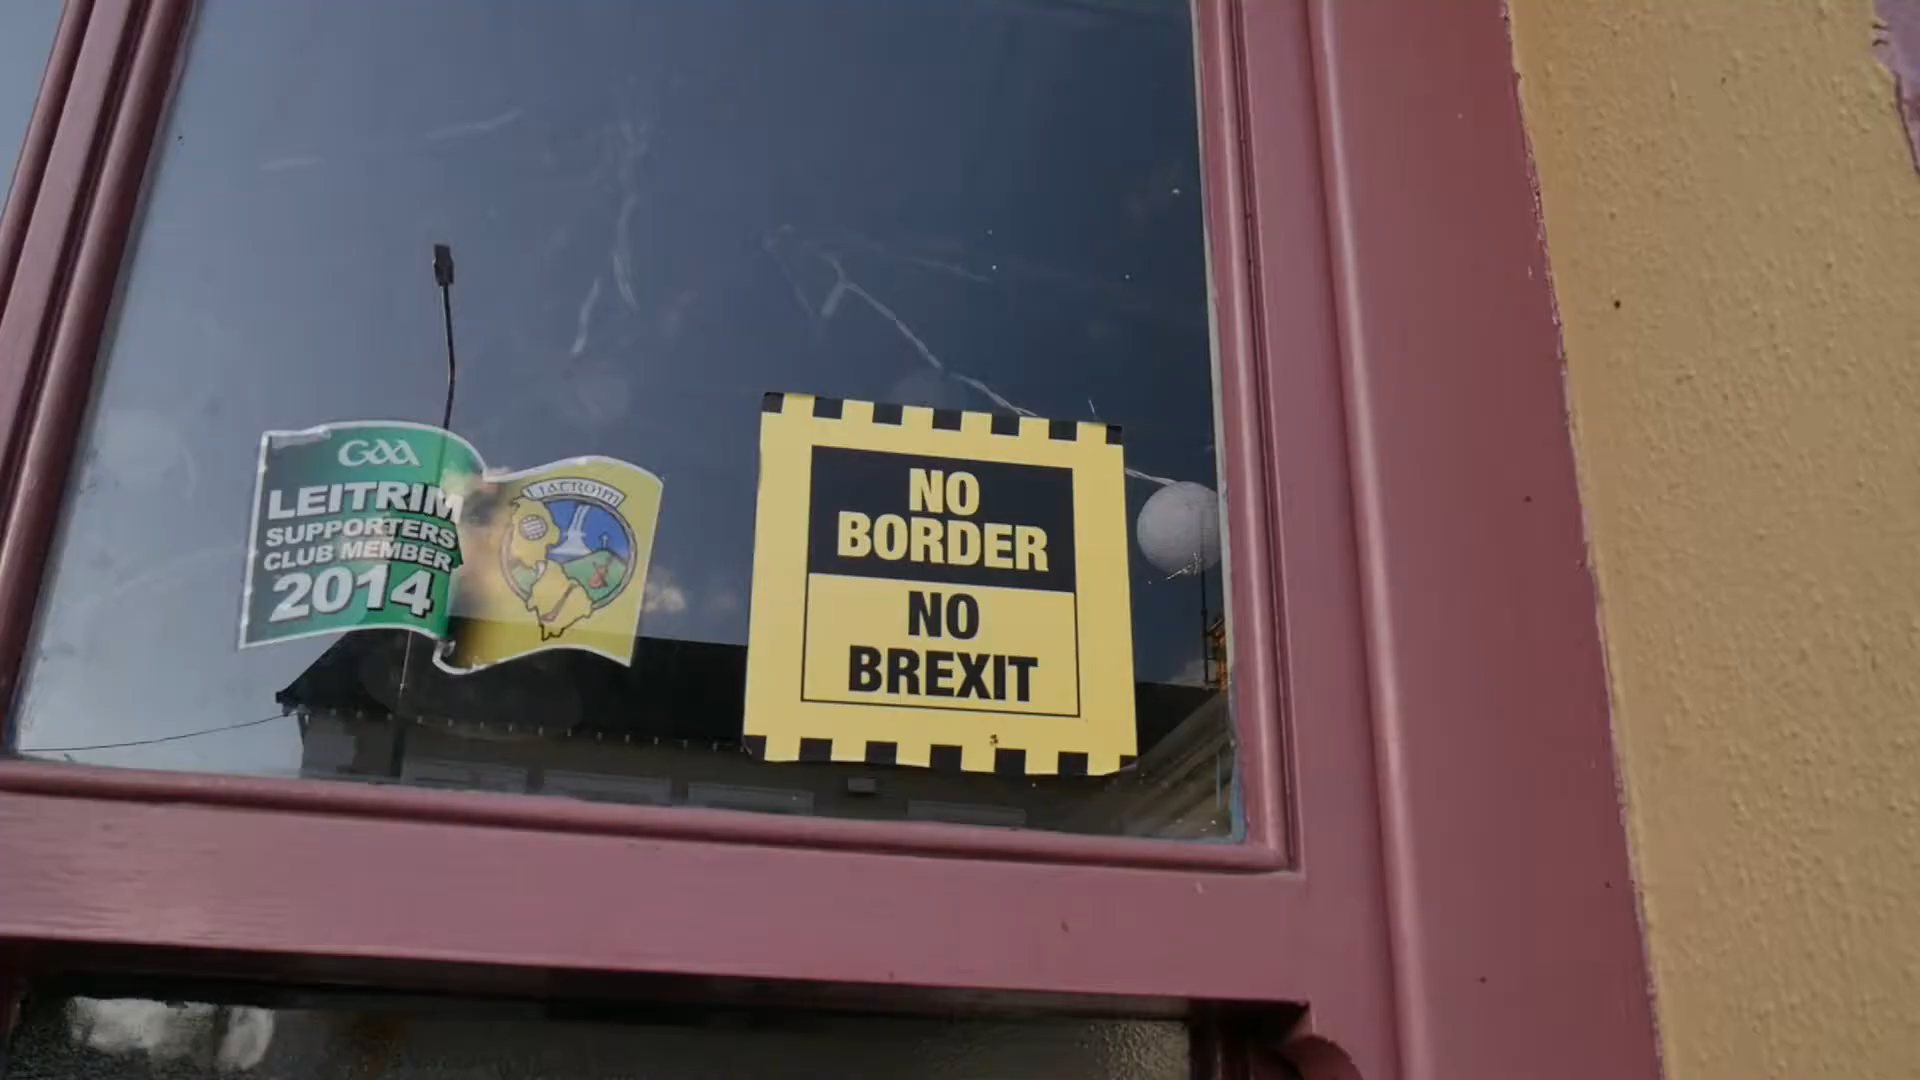 GAA
LEITRIM
SUPPORTERS
CLUB MEMBER
2014
LIATROIM
NO
BORDER
NO
BREXIT